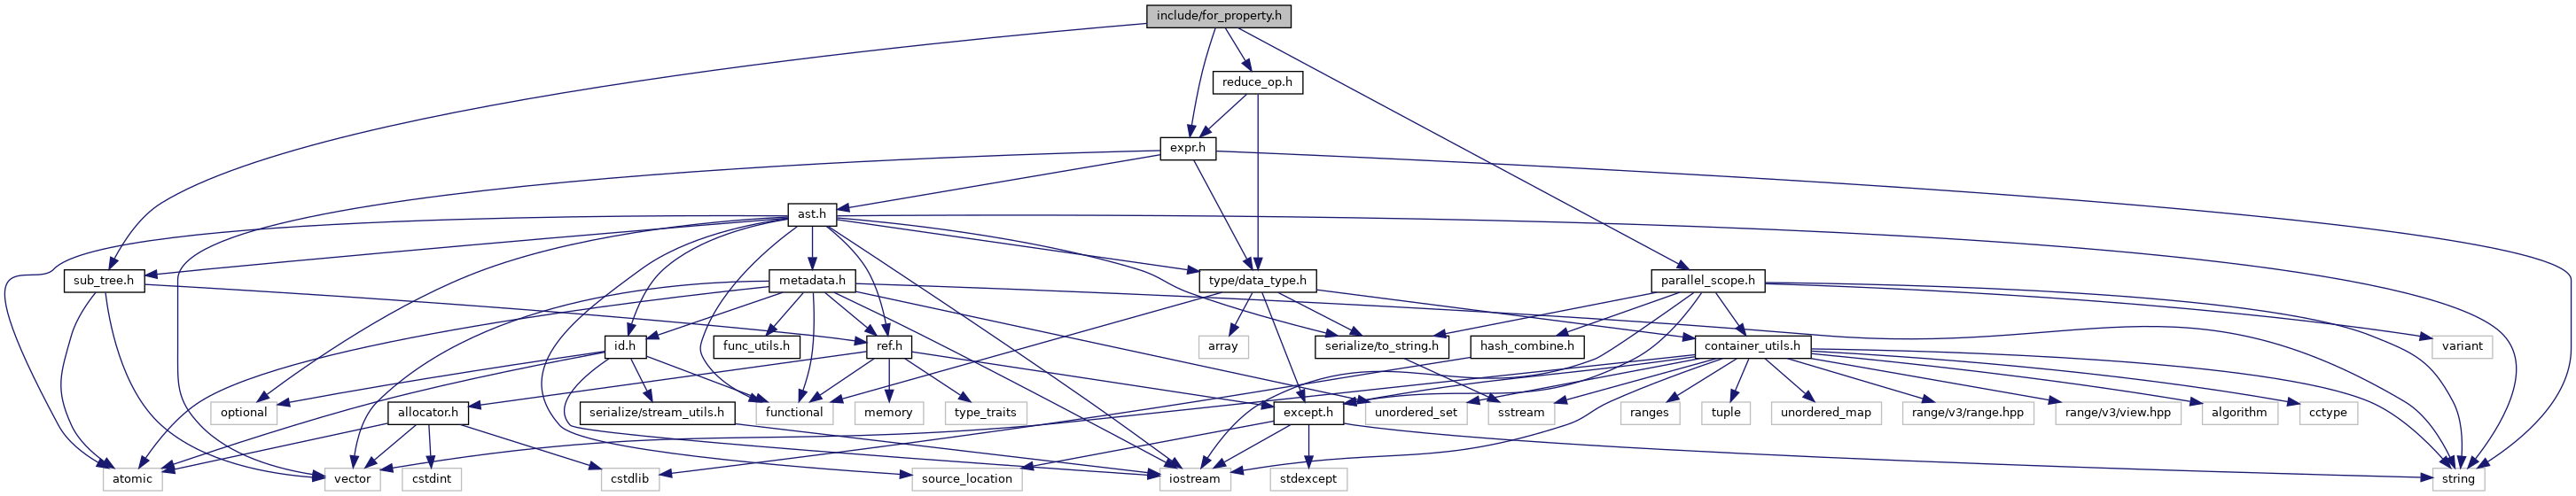 include/for_property.h
reduce_op.h
expr.h
ast.h
sub_tree.h
metadata.h
type/data_type.h
parallel_scope.h
id.h
func_utils.h
ref.h
array
serialize/to_string.h
hash_combine.h
container_utils.h
variant
optional
allocator.h
serialize/stream_utils.h
functional
memory
type_traits
except.h
unordered_set
sstream
ranges
tuple
unordered_map
range/v3/range.hpp
range/v3/view.hpp
algorithm
cctype
atomic
vector
cstdint
cstdlib
source_location
iostream
stdexcept
string